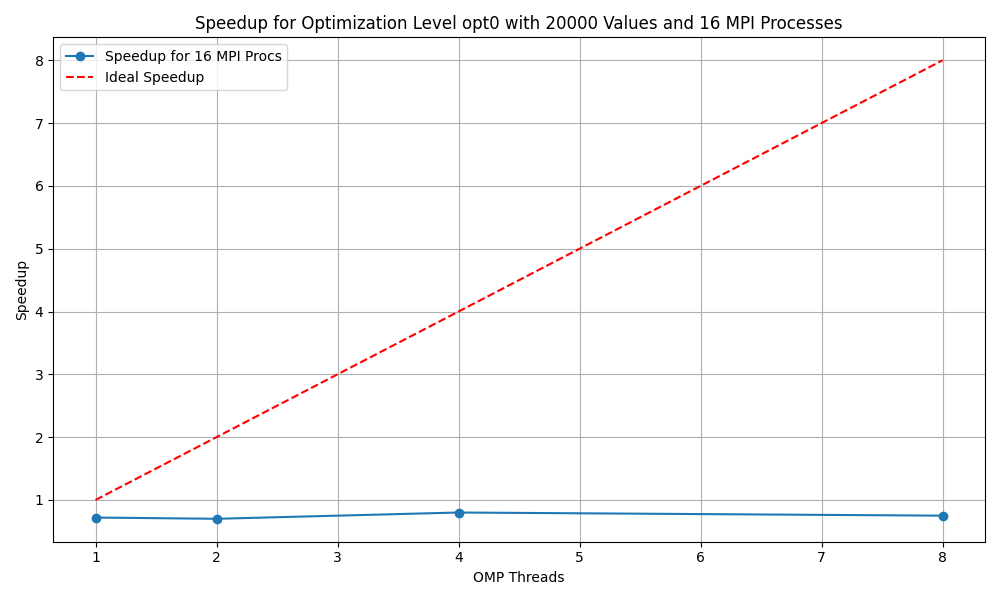 Speedup for Optimization Level opt0 with 20000 Values and 16 MPI Processes
Speedup for 16 MPI Procs
Ideal Speedup
8
7
6
5
4
3
2
1
Speedup
1 2 3 4 5 6 7 8
OMP Threads